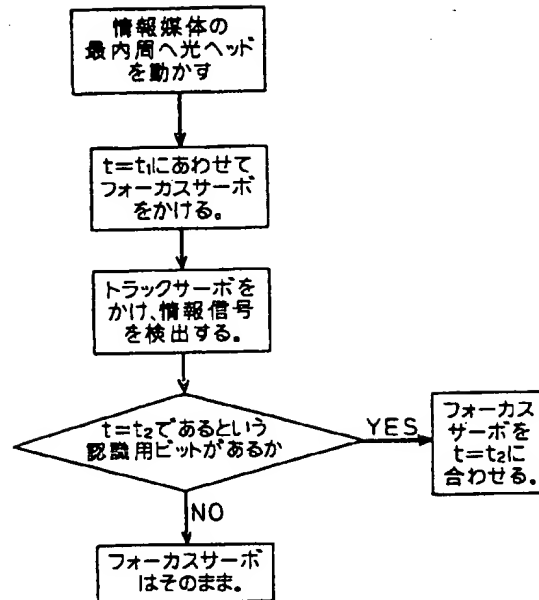 情報媒体の
最内周へ光ヘッド
を動かす
t=t₁にあわせて
フォーカスサーボ
をかける。
トラックサーボを
かけ、情報信号
を検出する。
t=t₂であるという
認識用ピットがあるか
YES
フォーカス
サーボを
t=t₂に
合わせる。
NO
フォーカスサーボ
はそのまま。